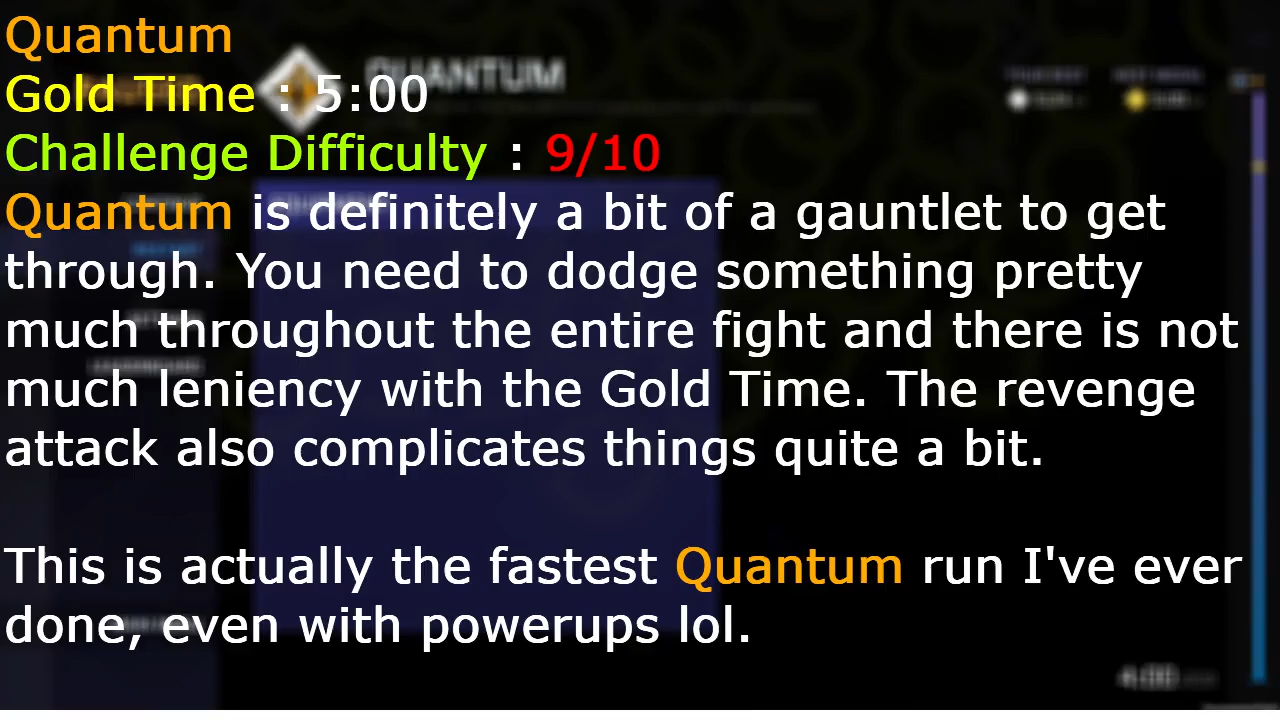 Quantum
Gold Time : 5:00
Challenge Difficulty : 9/10
Quantum is definitely a bit of a gauntlet to get
through. You need to dodge something pretty
much throughout the entire fight and there is not
much leniency with the Gold Time. The revenge
attack also complicates things quite a bit.
This is actually the fastest Quantum run I've ever
done, even with powerups lol.
QUANTUM